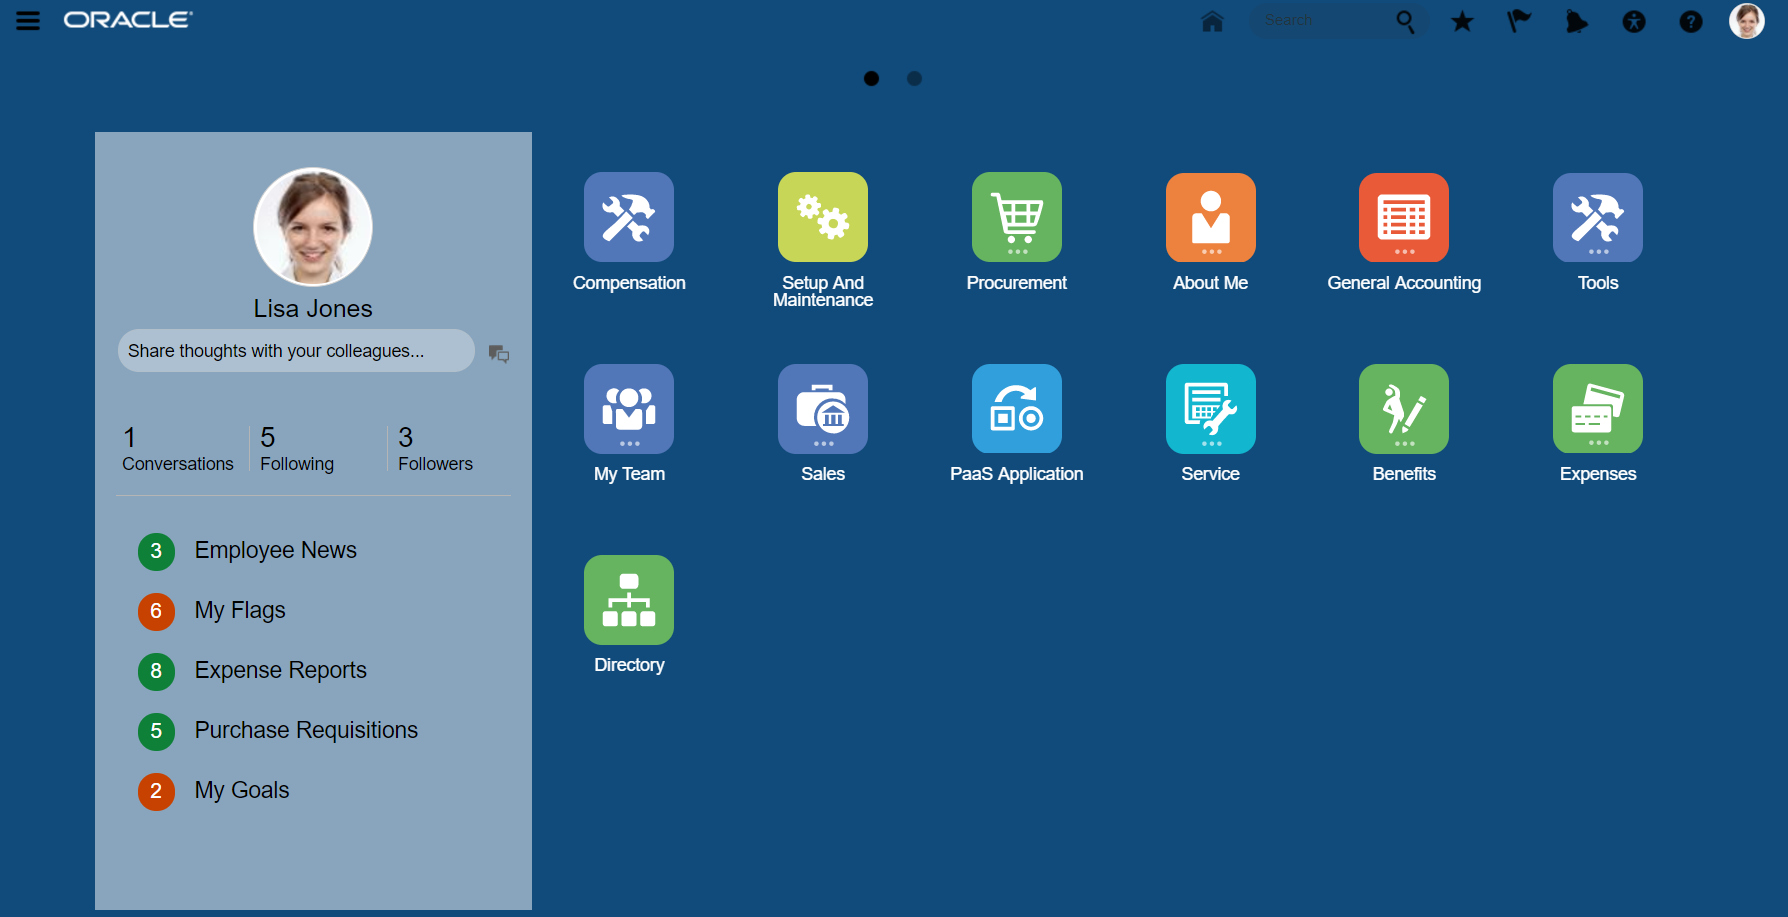 ORACLE
Search
Lisa Jones
Share thoughts with your colleagues...
1
Conversations
5
Following
3
Followers
3 Employee News
6 My Flags
8 Expense Reports
5 Purchase Requisitions
2 My Goals
Compensation
Setup And
Maintenance
Procurement
About Me
General Accounting
Tools
My Team
Sales
PaaS Application
Service
Benefits
Expenses
Directory